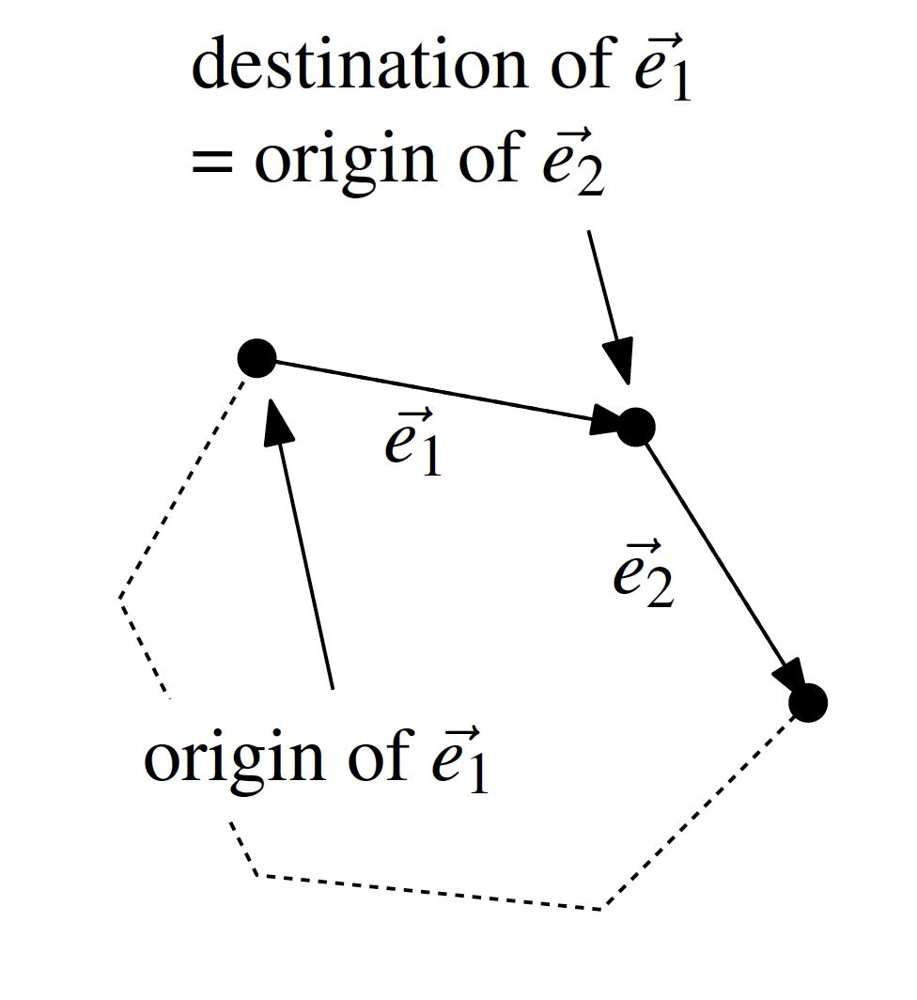 destination of e⃗₁
= origin of e⃗₂
e⃗₁
e⃗₂
origin of e⃗₁